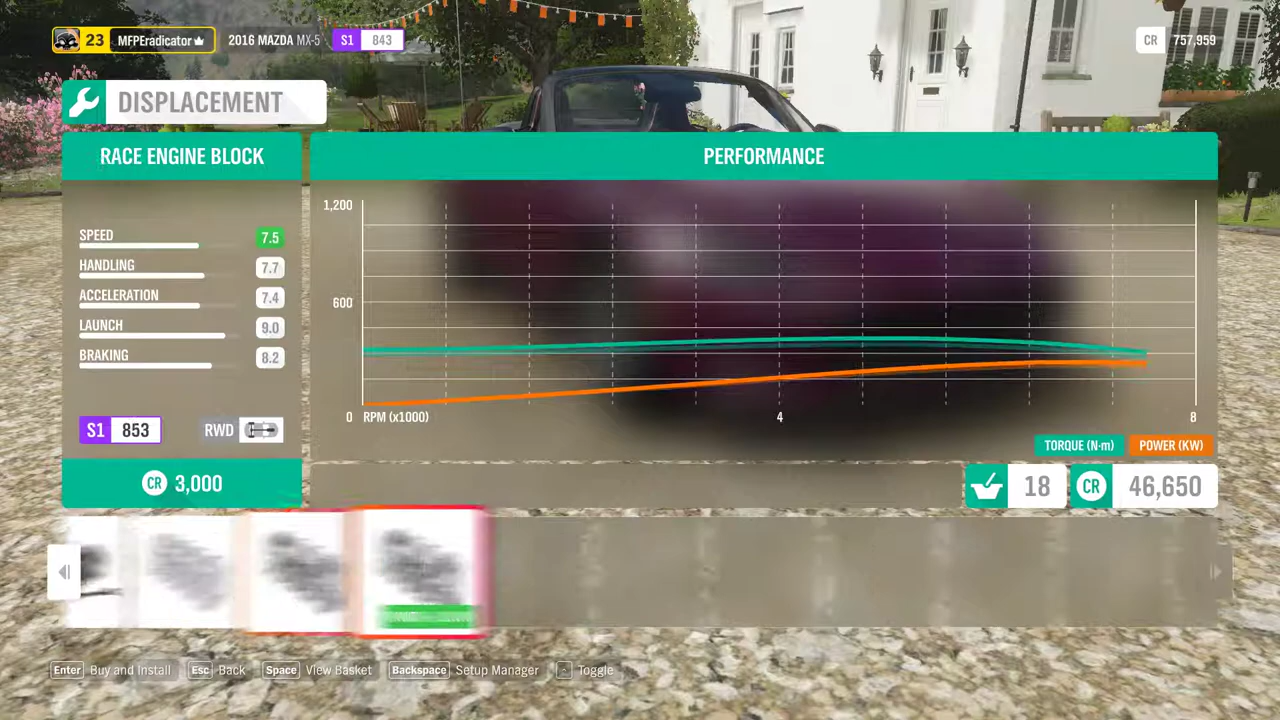 23 MFPEradicator 2016 MAZDA MX-5 S1 843 CR 757,959
DISPLACEMENT
RACE ENGINE BLOCK
PERFORMANCE
SPEED 7.5
HANDLING 7.7
ACCELERATION 7.4
LAUNCH 9.0
BRAKING 8.2
S1 853 RWD
CR 3,000
1,200
600
0 RPM (x1000) 4 8
TORQUE (N·m) POWER (KW)
18 CR 46,650
Enter Buy and Install Esc Back Space View Basket Backspace Setup Manager Toggle